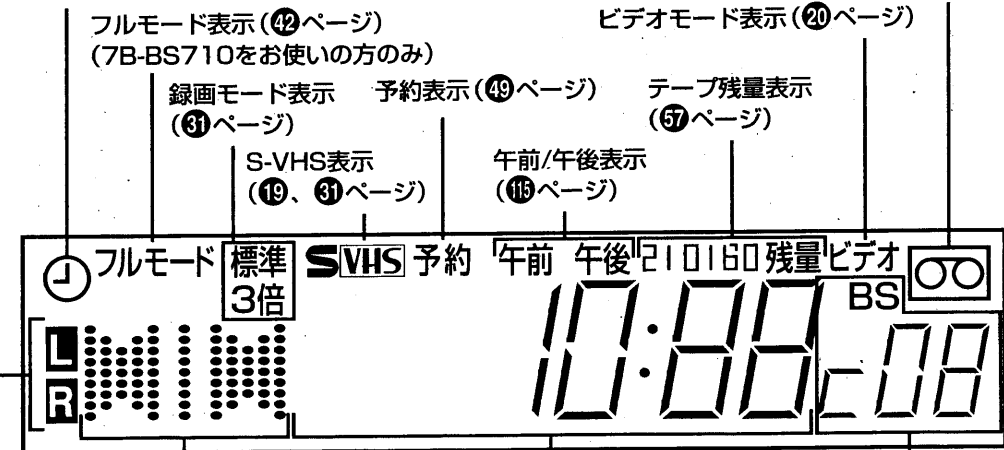 フルモード表示(42ページ)
(7B-BS710をお使いの方のみ)
ビデオモード表示(20ページ)
録画モード表示
(31ページ)
予約表示(49ページ)
テープ残量表示
(57ページ)
S-VHS表示
(19、31ページ)
午前/午後表示
(115ページ)
フルモード 標準 S VHS 予約 午前 午後 210160 残量 ビデオ
3倍
BS
L
R
10:88
c08